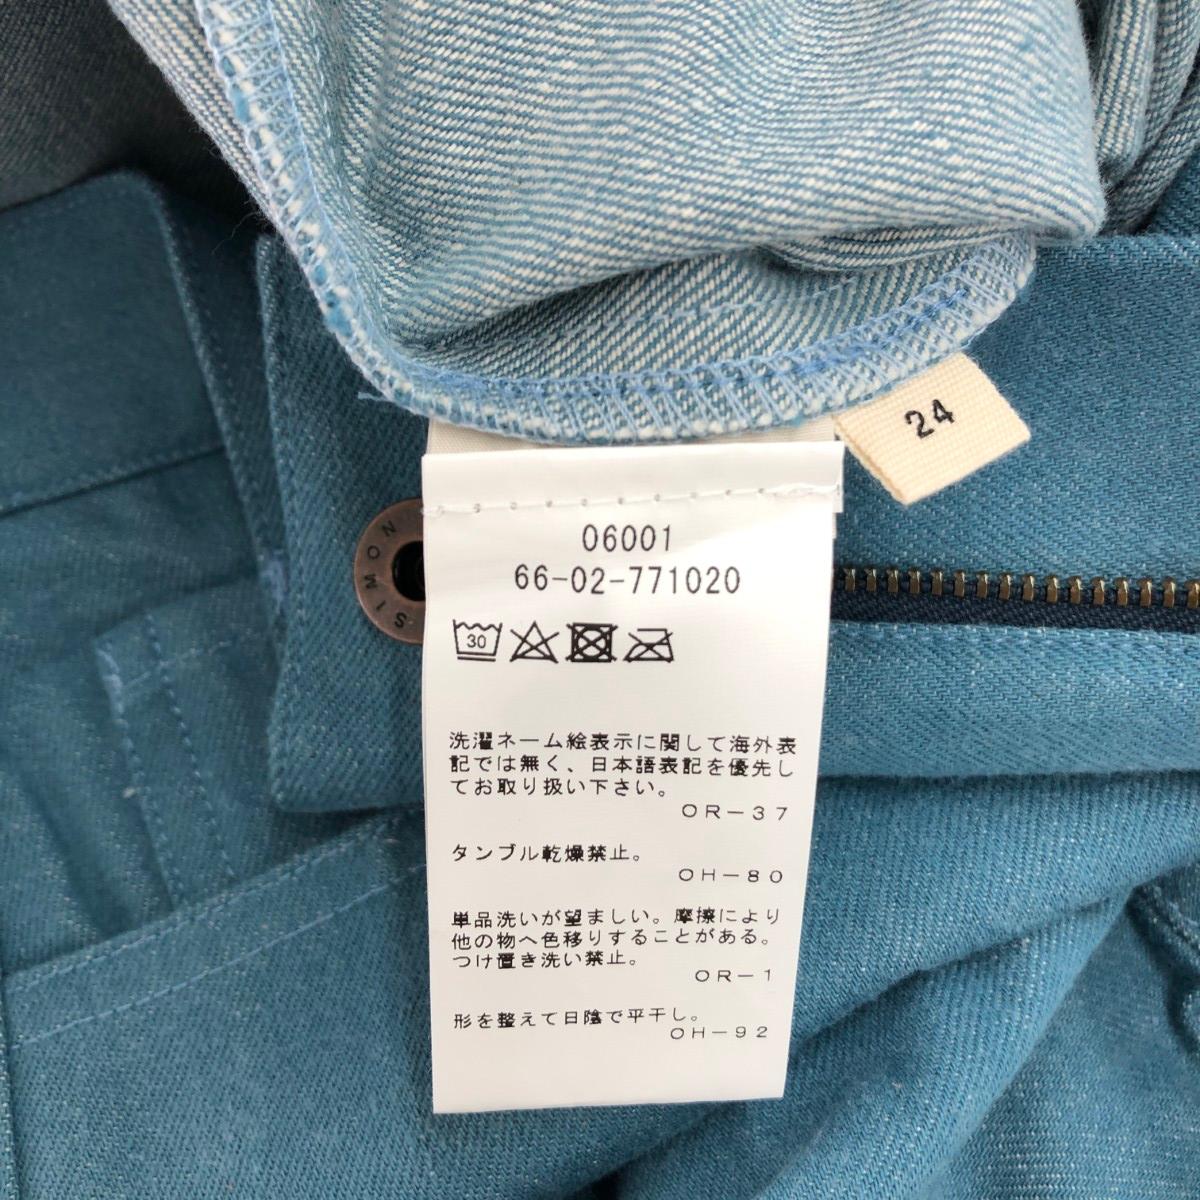 24
SIMON
06001
66-02-771020
30
洗濯ネーム絵表示に関して海外表
記では無く、日本語表記を優先し
てお取り扱い下さい。
OR-37
タンブル乾燥禁止。
OH-80
単品洗いが望ましい。摩擦により
他の物へ色移りすることがある。
つけ置き洗い禁止。
OR-1
形を整えて日陰で平干し。
OH-92